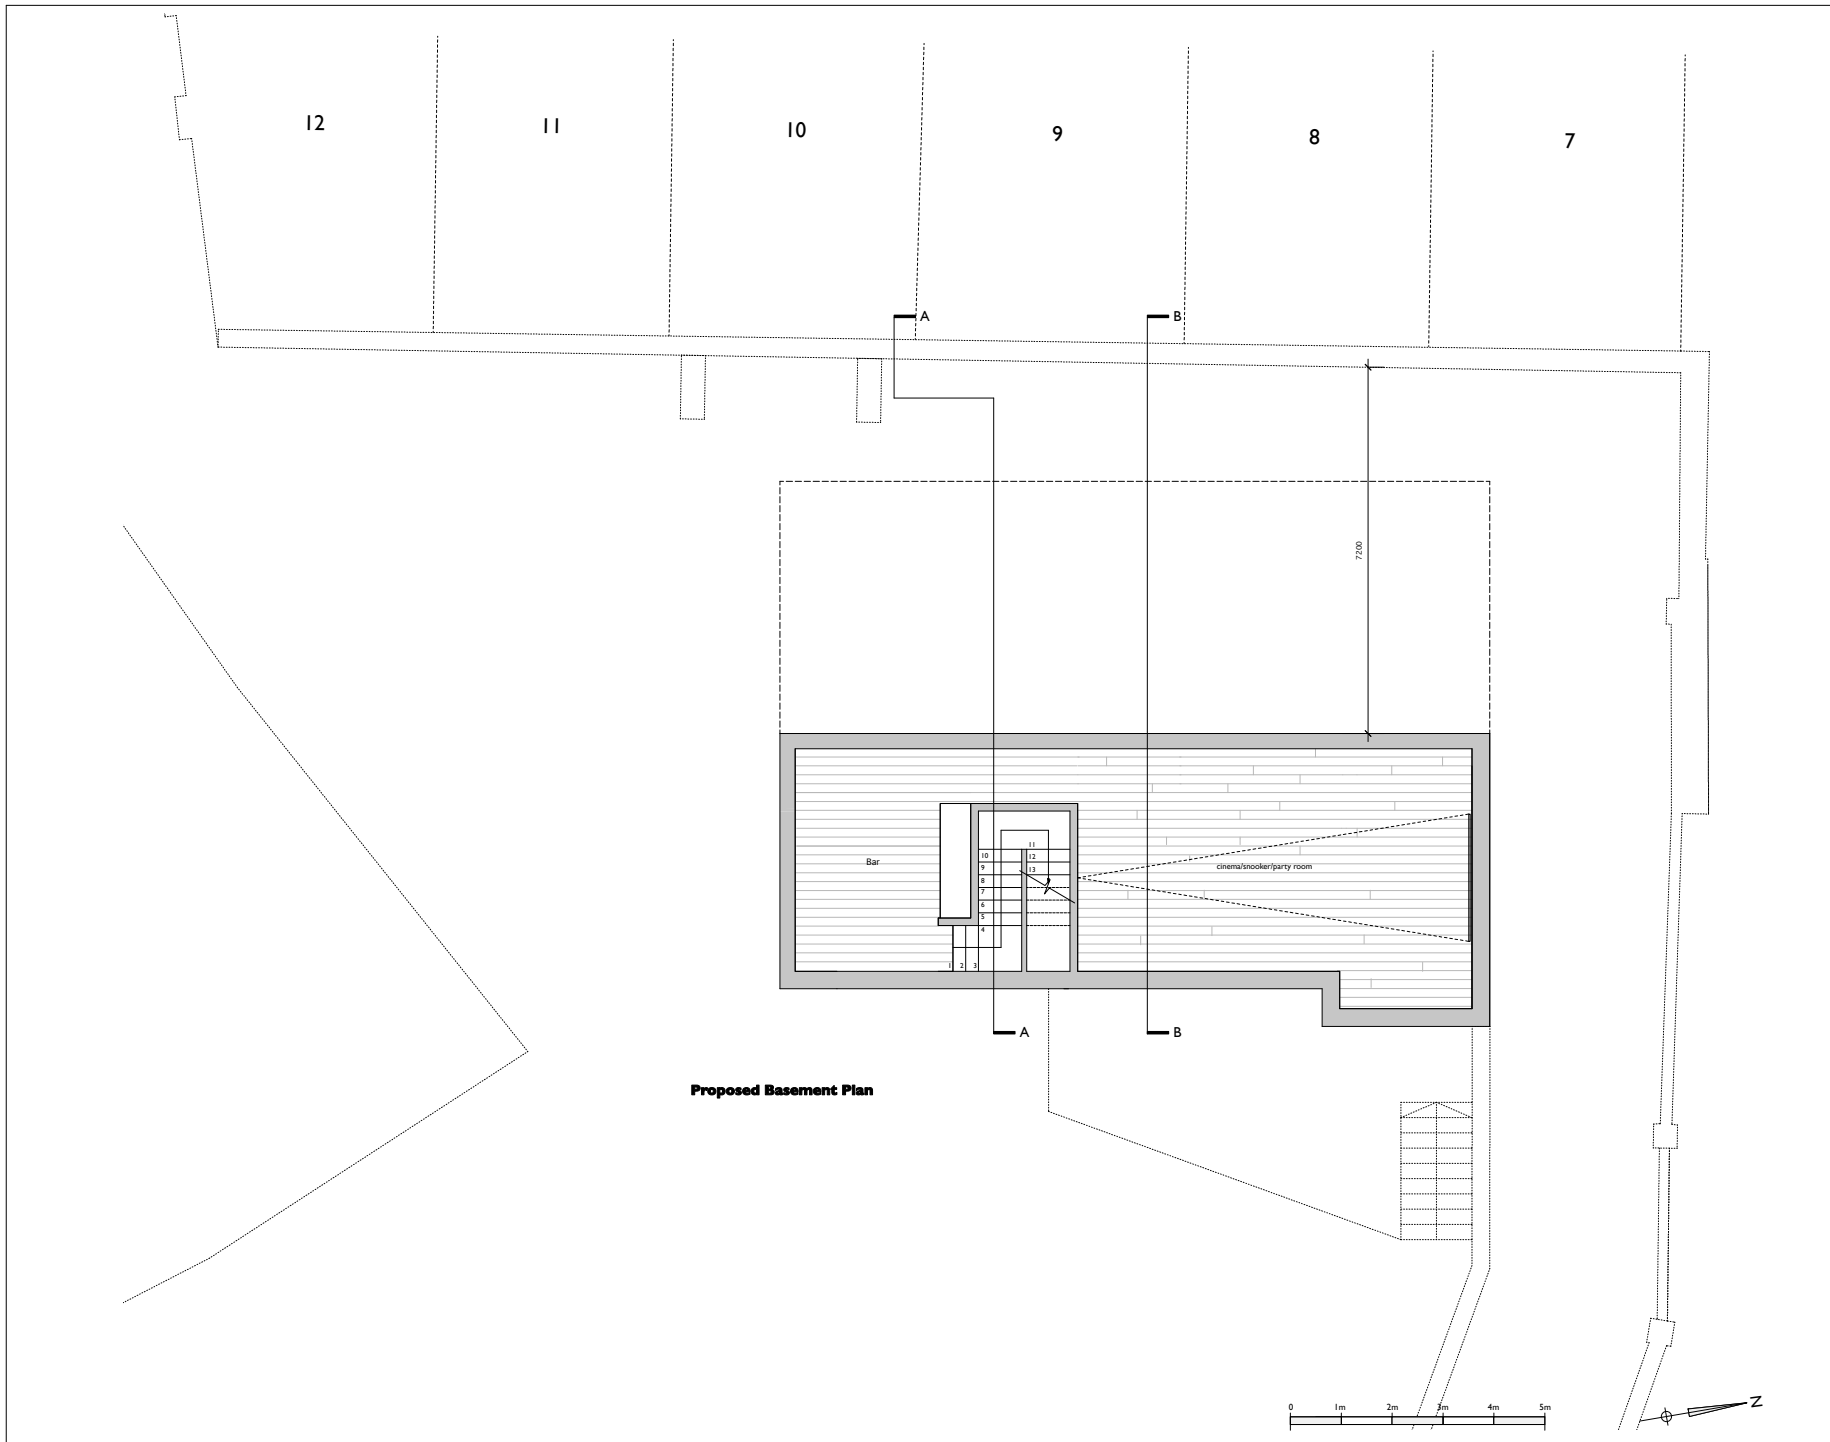 12 11 10 9 8 7
A B
7200
11
10 12
9 13
8
7
6
5
4
1 2 3
Bar
cinema/snooker/party room
A B
Proposed Basement Plan
0 1m 2m 3m 4m 5m
N